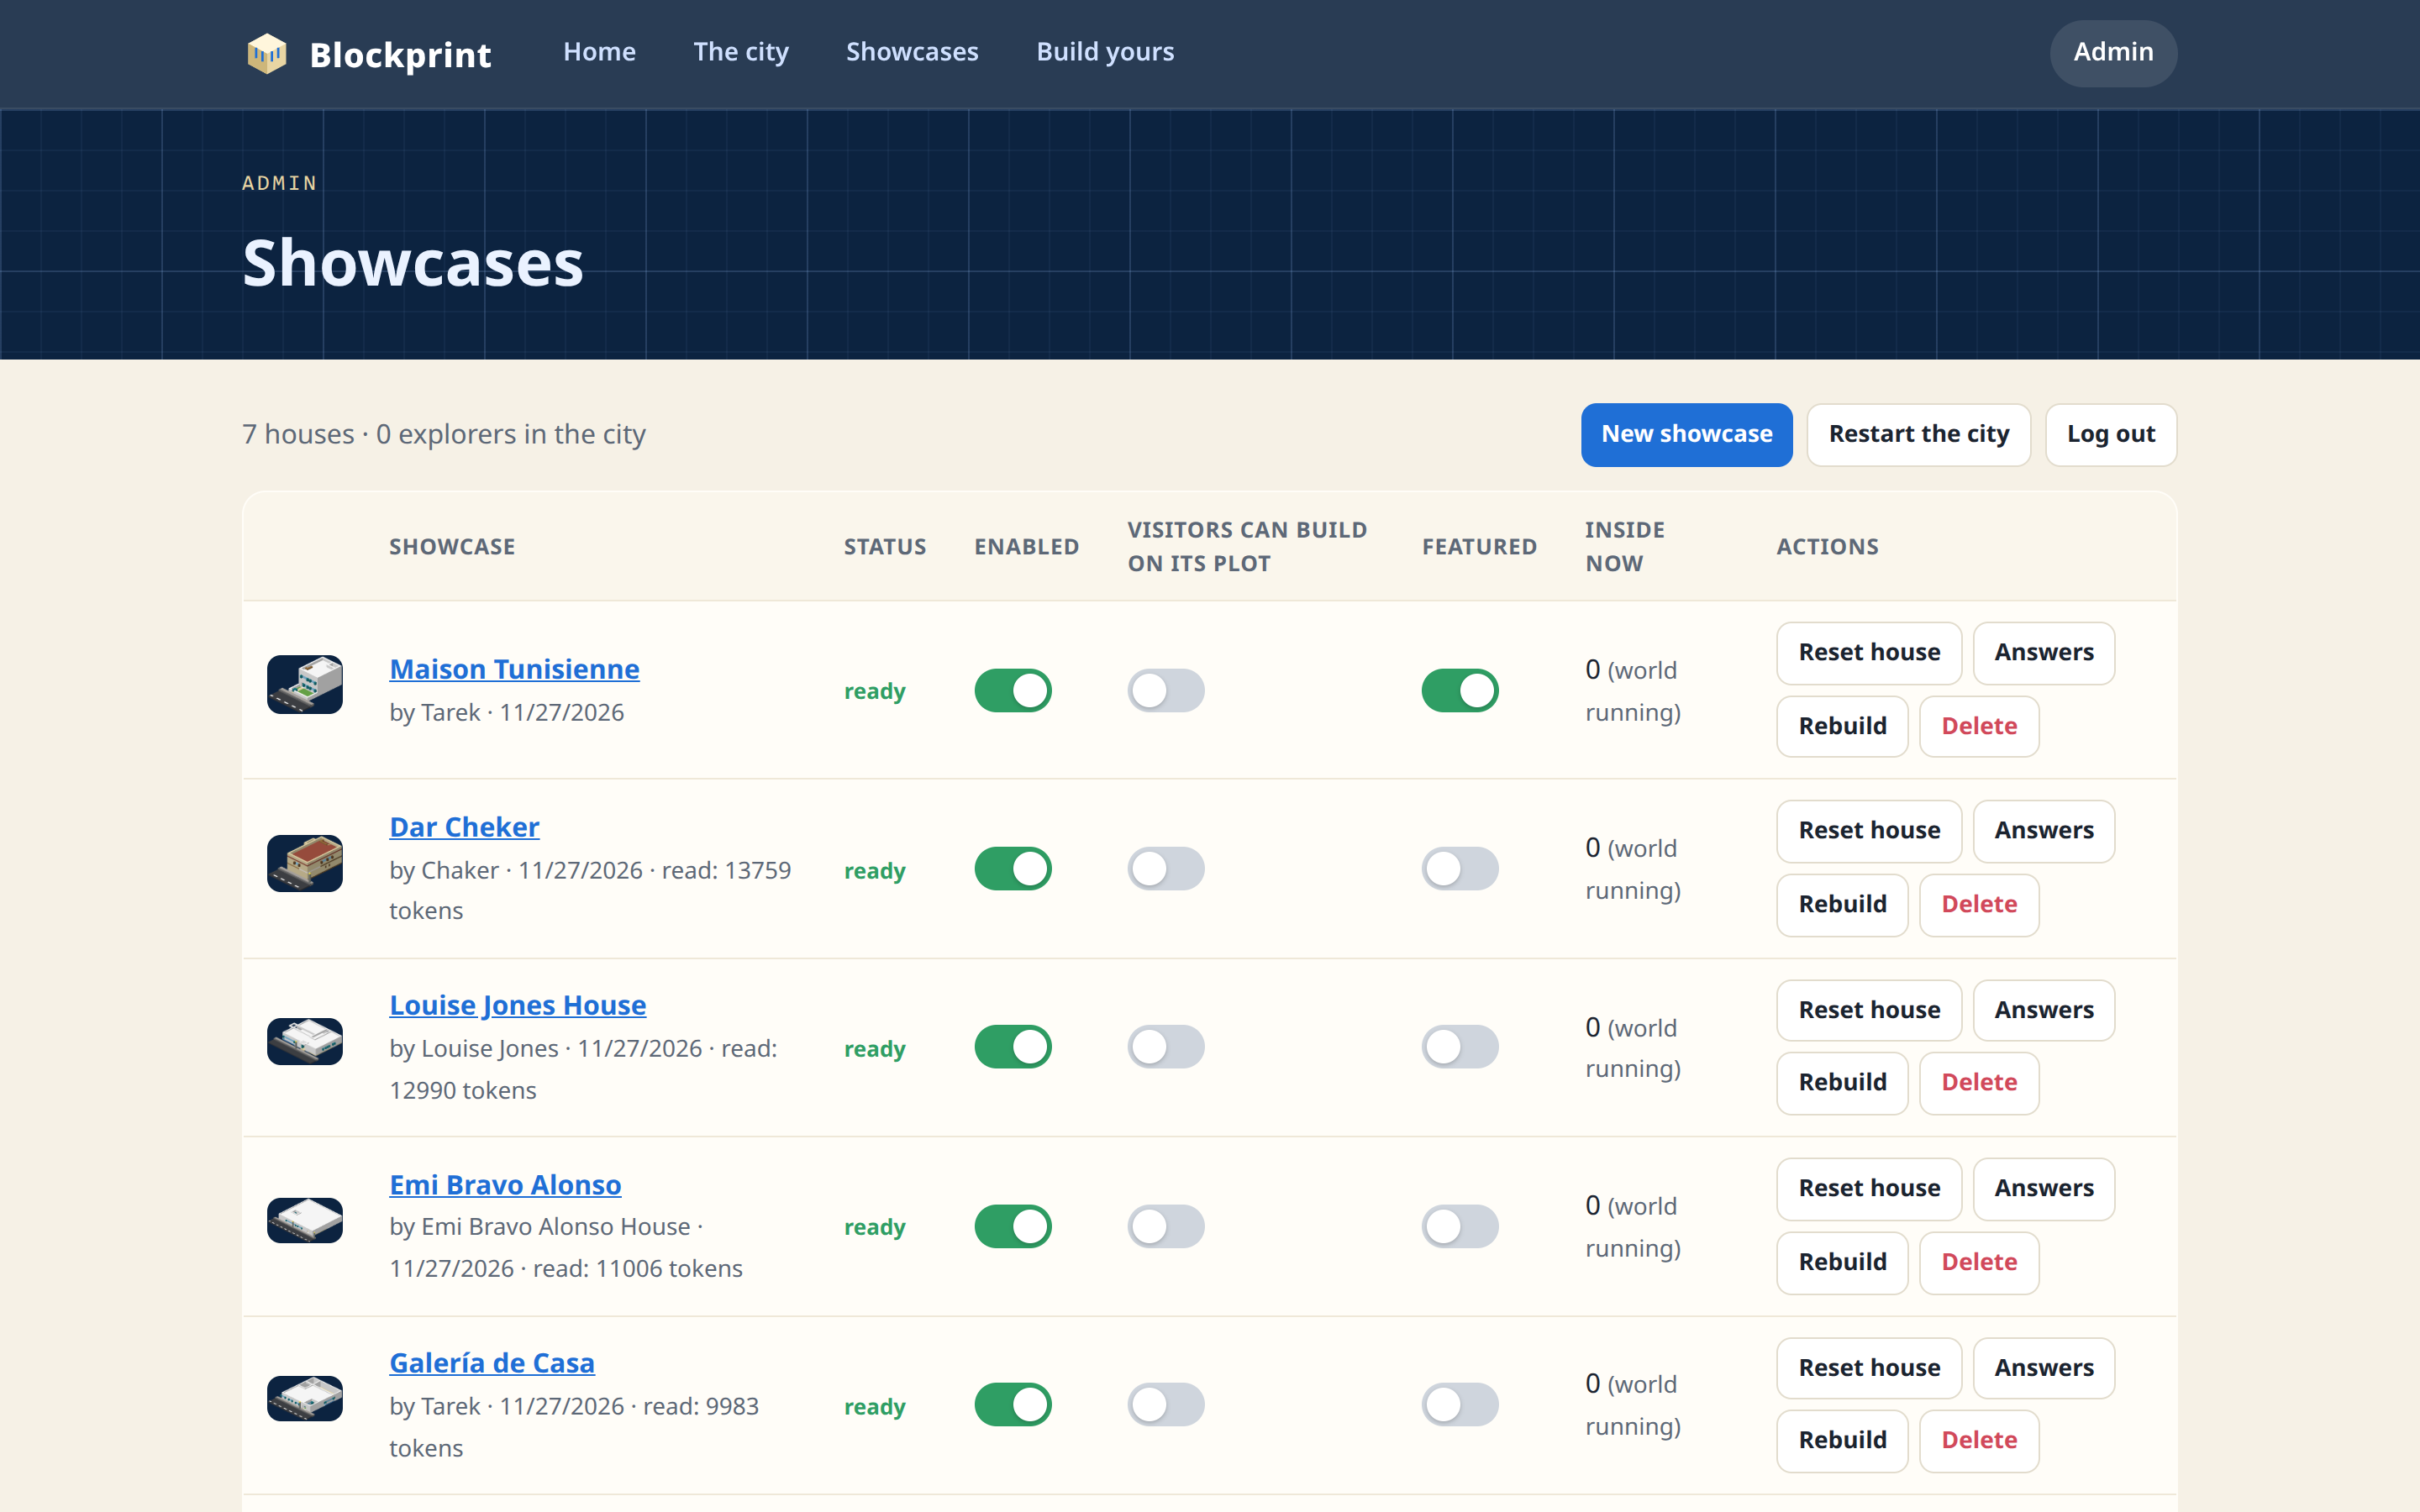 Blockprint
Home
The city
Showcases
Build yours
Admin
ADMIN
Showcases
7 houses · 0 explorers in the city
New showcase
Restart the city
Log out
SHOWCASE
STATUS
ENABLED
VISITORS CAN BUILD
ON ITS PLOT
FEATURED
INSIDE
NOW
ACTIONS
Maison Tunisienne
by Tarek · 11/27/2026
ready
0 (world
running)
Reset house
Answers
Rebuild
Delete
Dar Cheker
by Chaker · 11/27/2026 · read: 13759
tokens
ready
0 (world
running)
Reset house
Answers
Rebuild
Delete
Louise Jones House
by Louise Jones · 11/27/2026 · read:
12990 tokens
ready
0 (world
running)
Reset house
Answers
Rebuild
Delete
Emi Bravo Alonso
by Emi Bravo Alonso House ·
11/27/2026 · read: 11006 tokens
ready
0 (world
running)
Reset house
Answers
Rebuild
Delete
Galería de Casa
by Tarek · 11/27/2026 · read: 9983
tokens
ready
0 (world
running)
Reset house
Answers
Rebuild
Delete